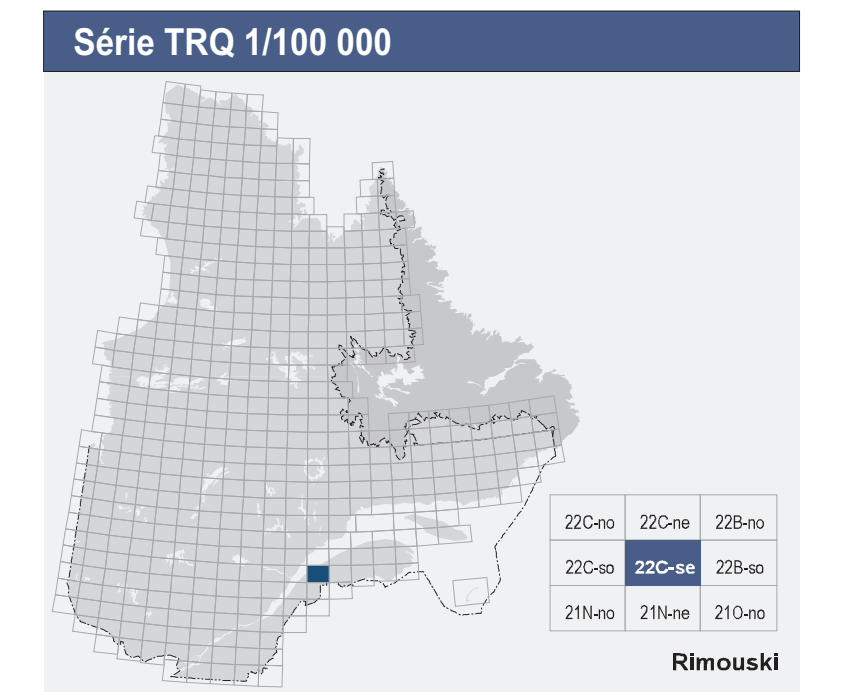 Série TRQ 1/100 000
22C-no 22C-ne 22B-no
22C-so 22C-se 22B-so
21N-no 21N-ne 21O-no
Rimouski